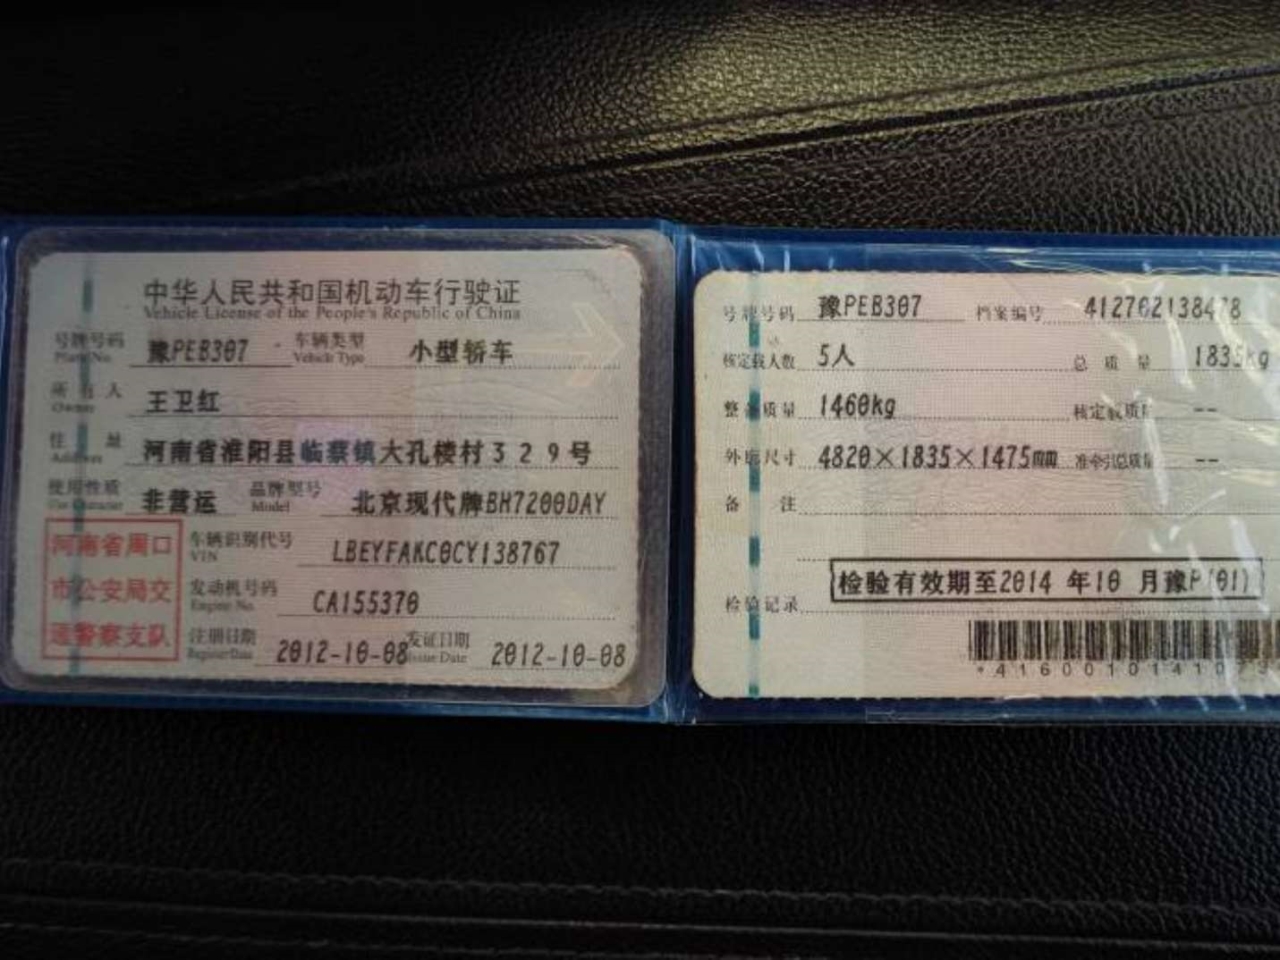 中华人民共和国机动车行驶证
Vehicle License of the People's Republic of China
号牌号码 豫PEB307 车辆类型 小型轿车
Plate No. Vehicle Type
所有人 王卫红
Owner
住址 河南省淮阳县临蔡镇大孔楼村329号
Address
使用性质 非营运 品牌型号 北京现代牌BH7200DAY
Use Character Model
河南省周口
市公安局交
通警察支队
车辆识别代号 LBEYFAKC0CY138767
VIN
发动机号码 CA155370
Engine No.
注册日期 2012-10-08 发证日期 2012-10-08
Register Date Issue Date
号牌号码 豫PEB307 档案编号 412702138478
核定载人数 5人 总质量 1835kg
整备质量 1460kg 核定载质量 --
外廓尺寸 4820×1835×1475mm 准牵引总质量 --
备注
检验记录 检验有效期至2014年10月豫P(01)
*41600101410